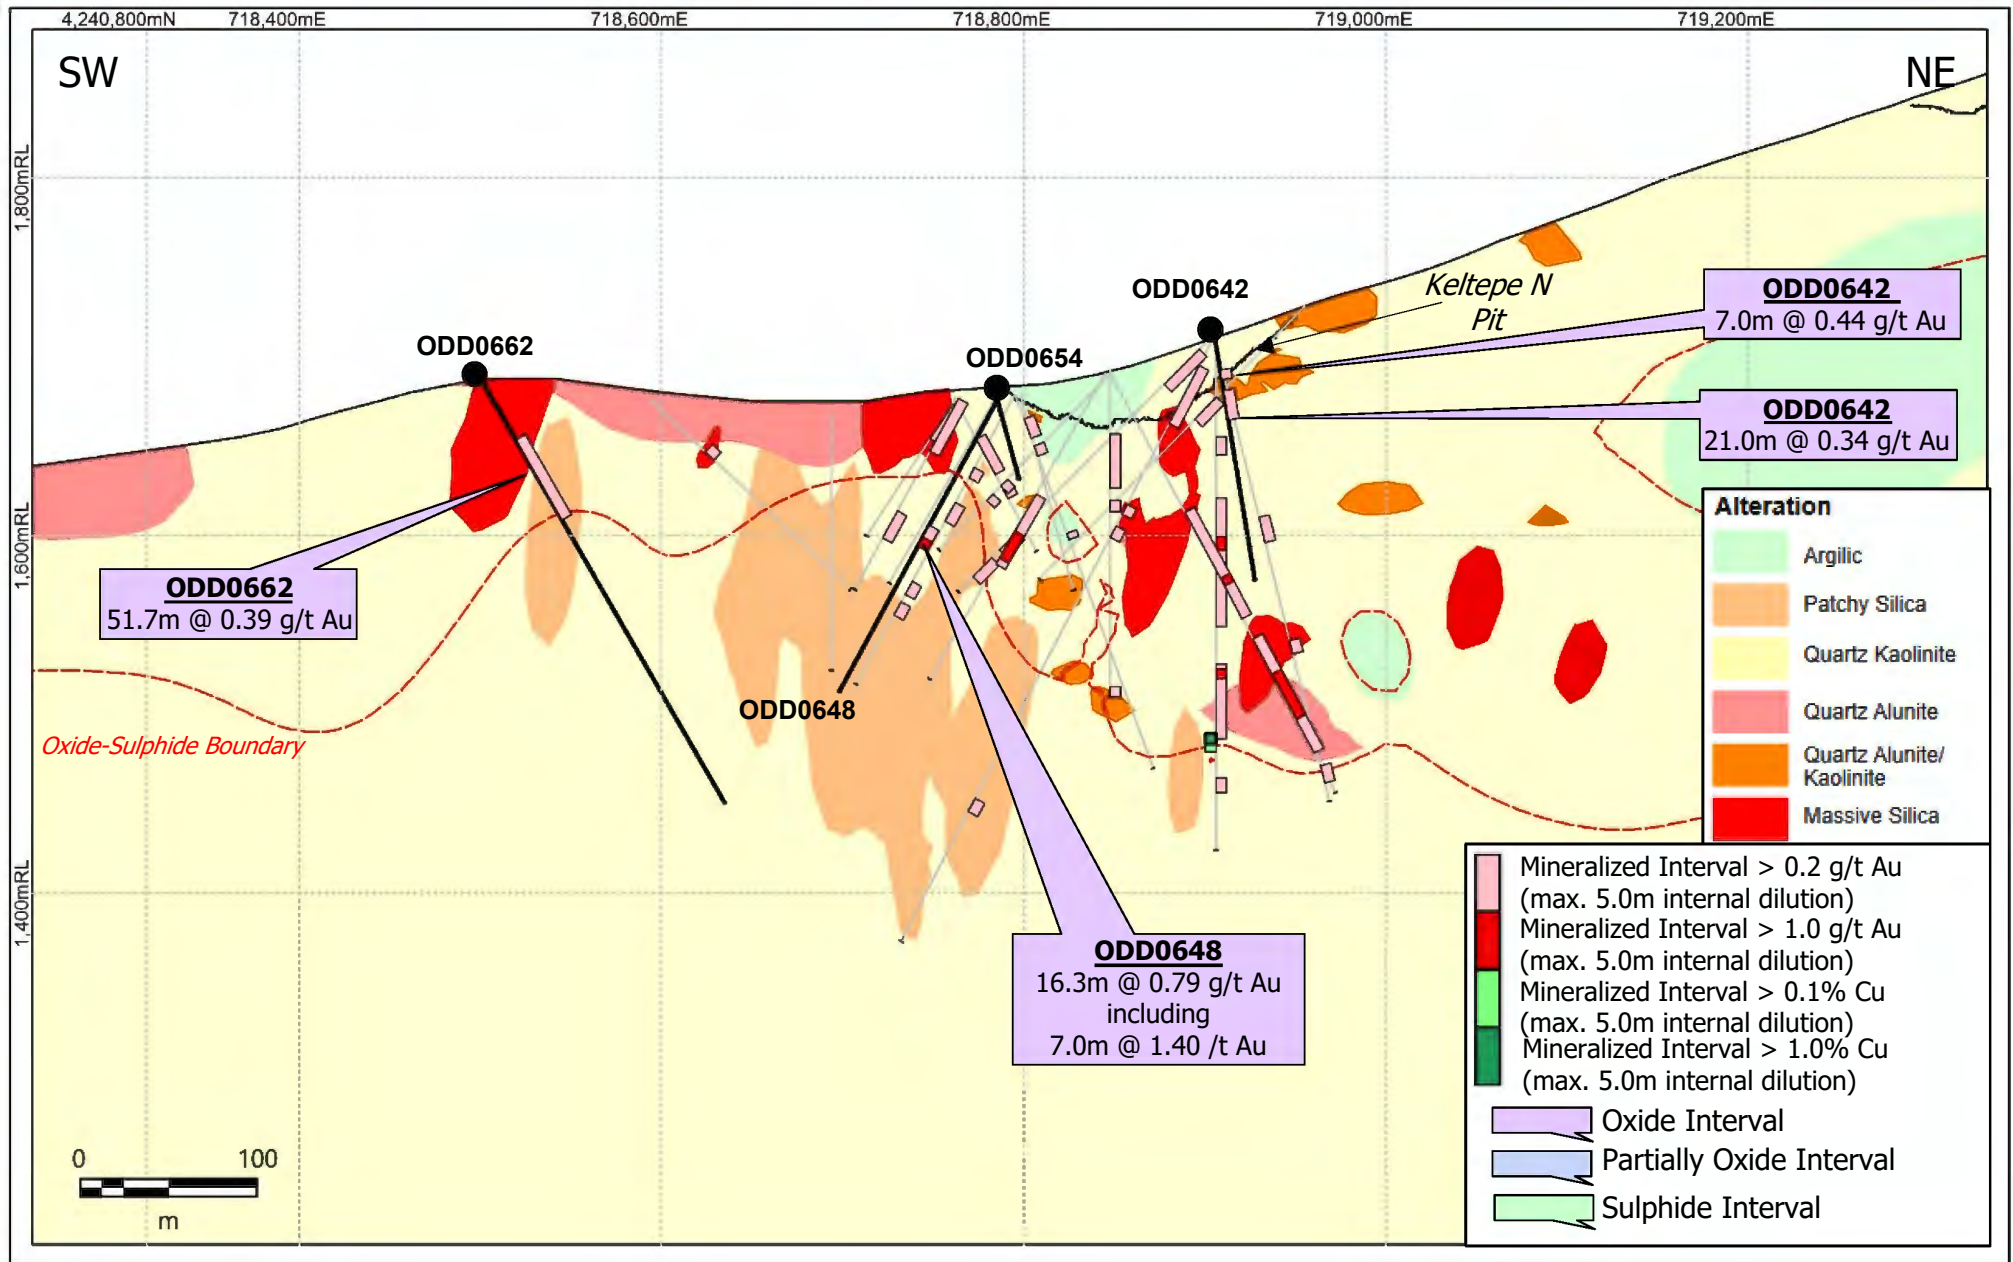 4,240,800mN 718,400mE 718,600mE 718,800mE 719,000mE 719,200mE
SW
NE
1,800mRL
1,600mRL
1,400mRL
ODD0642
Keltepe N
Pit
ODD0662
ODD0654
ODD0642
7.0m @ 0.44 g/t Au
ODD0642
21.0m @ 0.34 g/t Au
ODD0662
51.7m @ 0.39 g/t Au
ODD0648
Oxide-Sulphide Boundary
ODD0648
16.3m @ 0.79 g/t Au
including
7.0m @ 1.40 /t Au
Alteration
Argilic
Patchy Silica
Quartz Kaolinite
Quartz Alunite
Quartz Alunite/
Kaolinite
Massive Silica
Mineralized Interval > 0.2 g/t Au
(max. 5.0m internal dilution)
Mineralized Interval > 1.0 g/t Au
(max. 5.0m internal dilution)
Mineralized Interval > 0.1% Cu
(max. 5.0m internal dilution)
Mineralized Interval > 1.0% Cu
(max. 5.0m internal dilution)
Oxide Interval
Partially Oxide Interval
Sulphide Interval
0 100
m